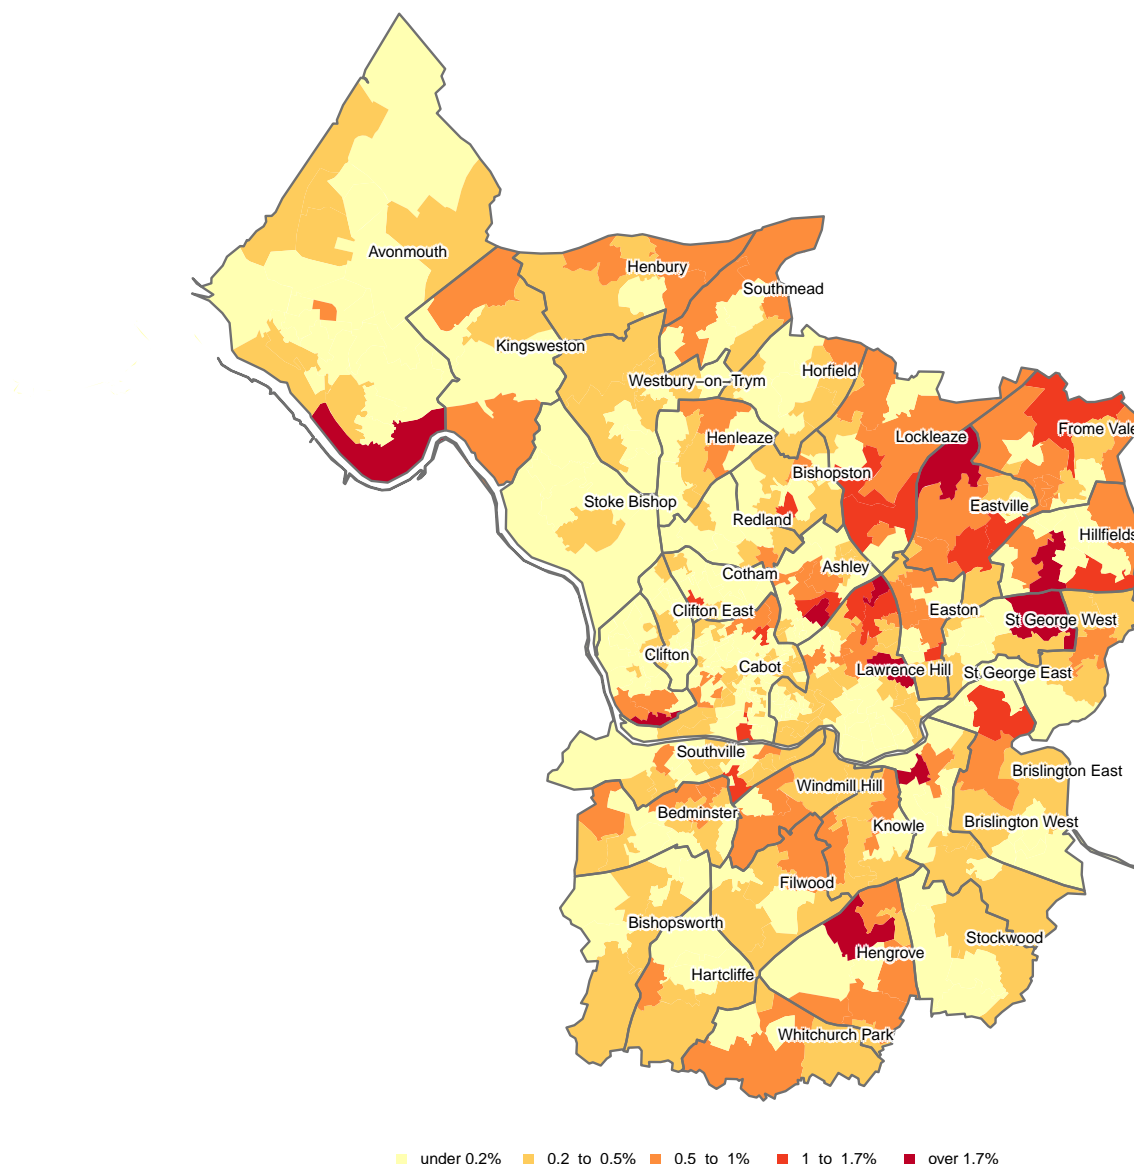 Avonmouth
Henbury
Southmead
Kingsweston
Westbury−on−Trym
Horfield
Henleaze
Lockleaze
Frome Vale
Bishopston
Stoke Bishop
Redland
Eastville
Hillfields
Cotham
Ashley
Clifton East
Easton
St George West
Clifton
Cabot
Lawrence Hill
St George East
Southville
Brislington East
Windmill Hill
Bedminster
Knowle
Brislington West
Filwood
Bishopsworth
Stockwood
Hengrove
Hartcliffe
Whitchurch Park
under 0.2% 0.2 to 0.5% 0.5 to 1% 1 to 1.7% over 1.7%